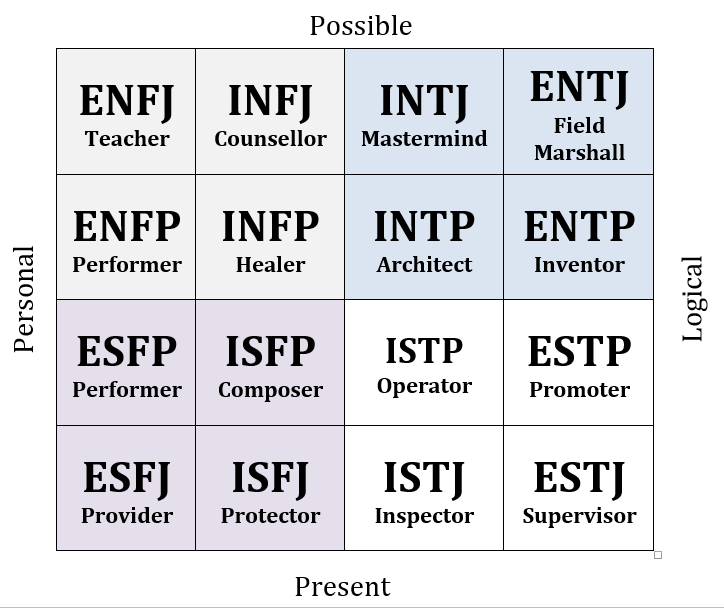 Possible
ENFJ INFJ INTJ ENTJ
Teacher Counsellor Mastermind Field
Marshall
ENFP INFP INTP ENTP
Performer Healer Architect Inventor
Personal
Logical
ESFP ISFP ISTP ESTP
Performer Composer Operator Promoter
ESFJ ISFJ ISTJ ESTJ
Provider Protector Inspector Supervisor
Present